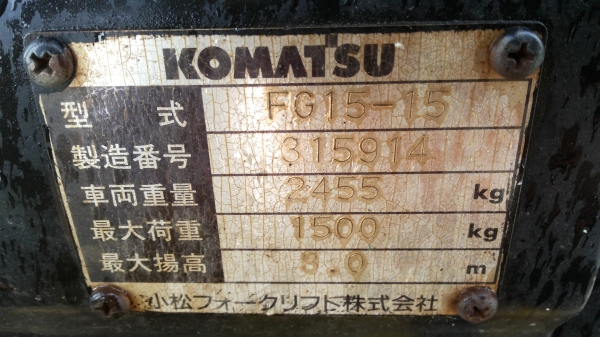 KOMATSU
型式 FG15-15
製造番号 315914
車両重量 2455 kg
最大荷重 1500 kg
最大揚高 3.0 m
小松フォークリフト株式会社